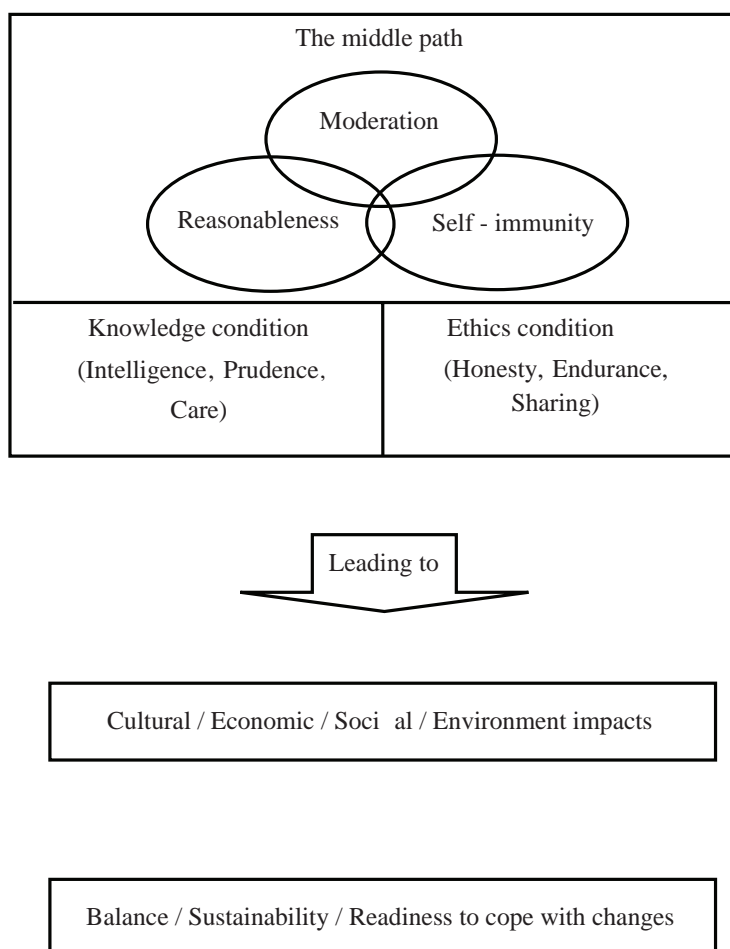 The middle path
Moderation
Reasonableness
Self - immunity
Knowledge condition
(Intelligence, Prudence,
Care)
Ethics condition
(Honesty, Endurance,
Sharing)
Leading to
Cultural / Economic / Soci al / Environment impacts
Balance / Sustainability / Readiness to cope with changes